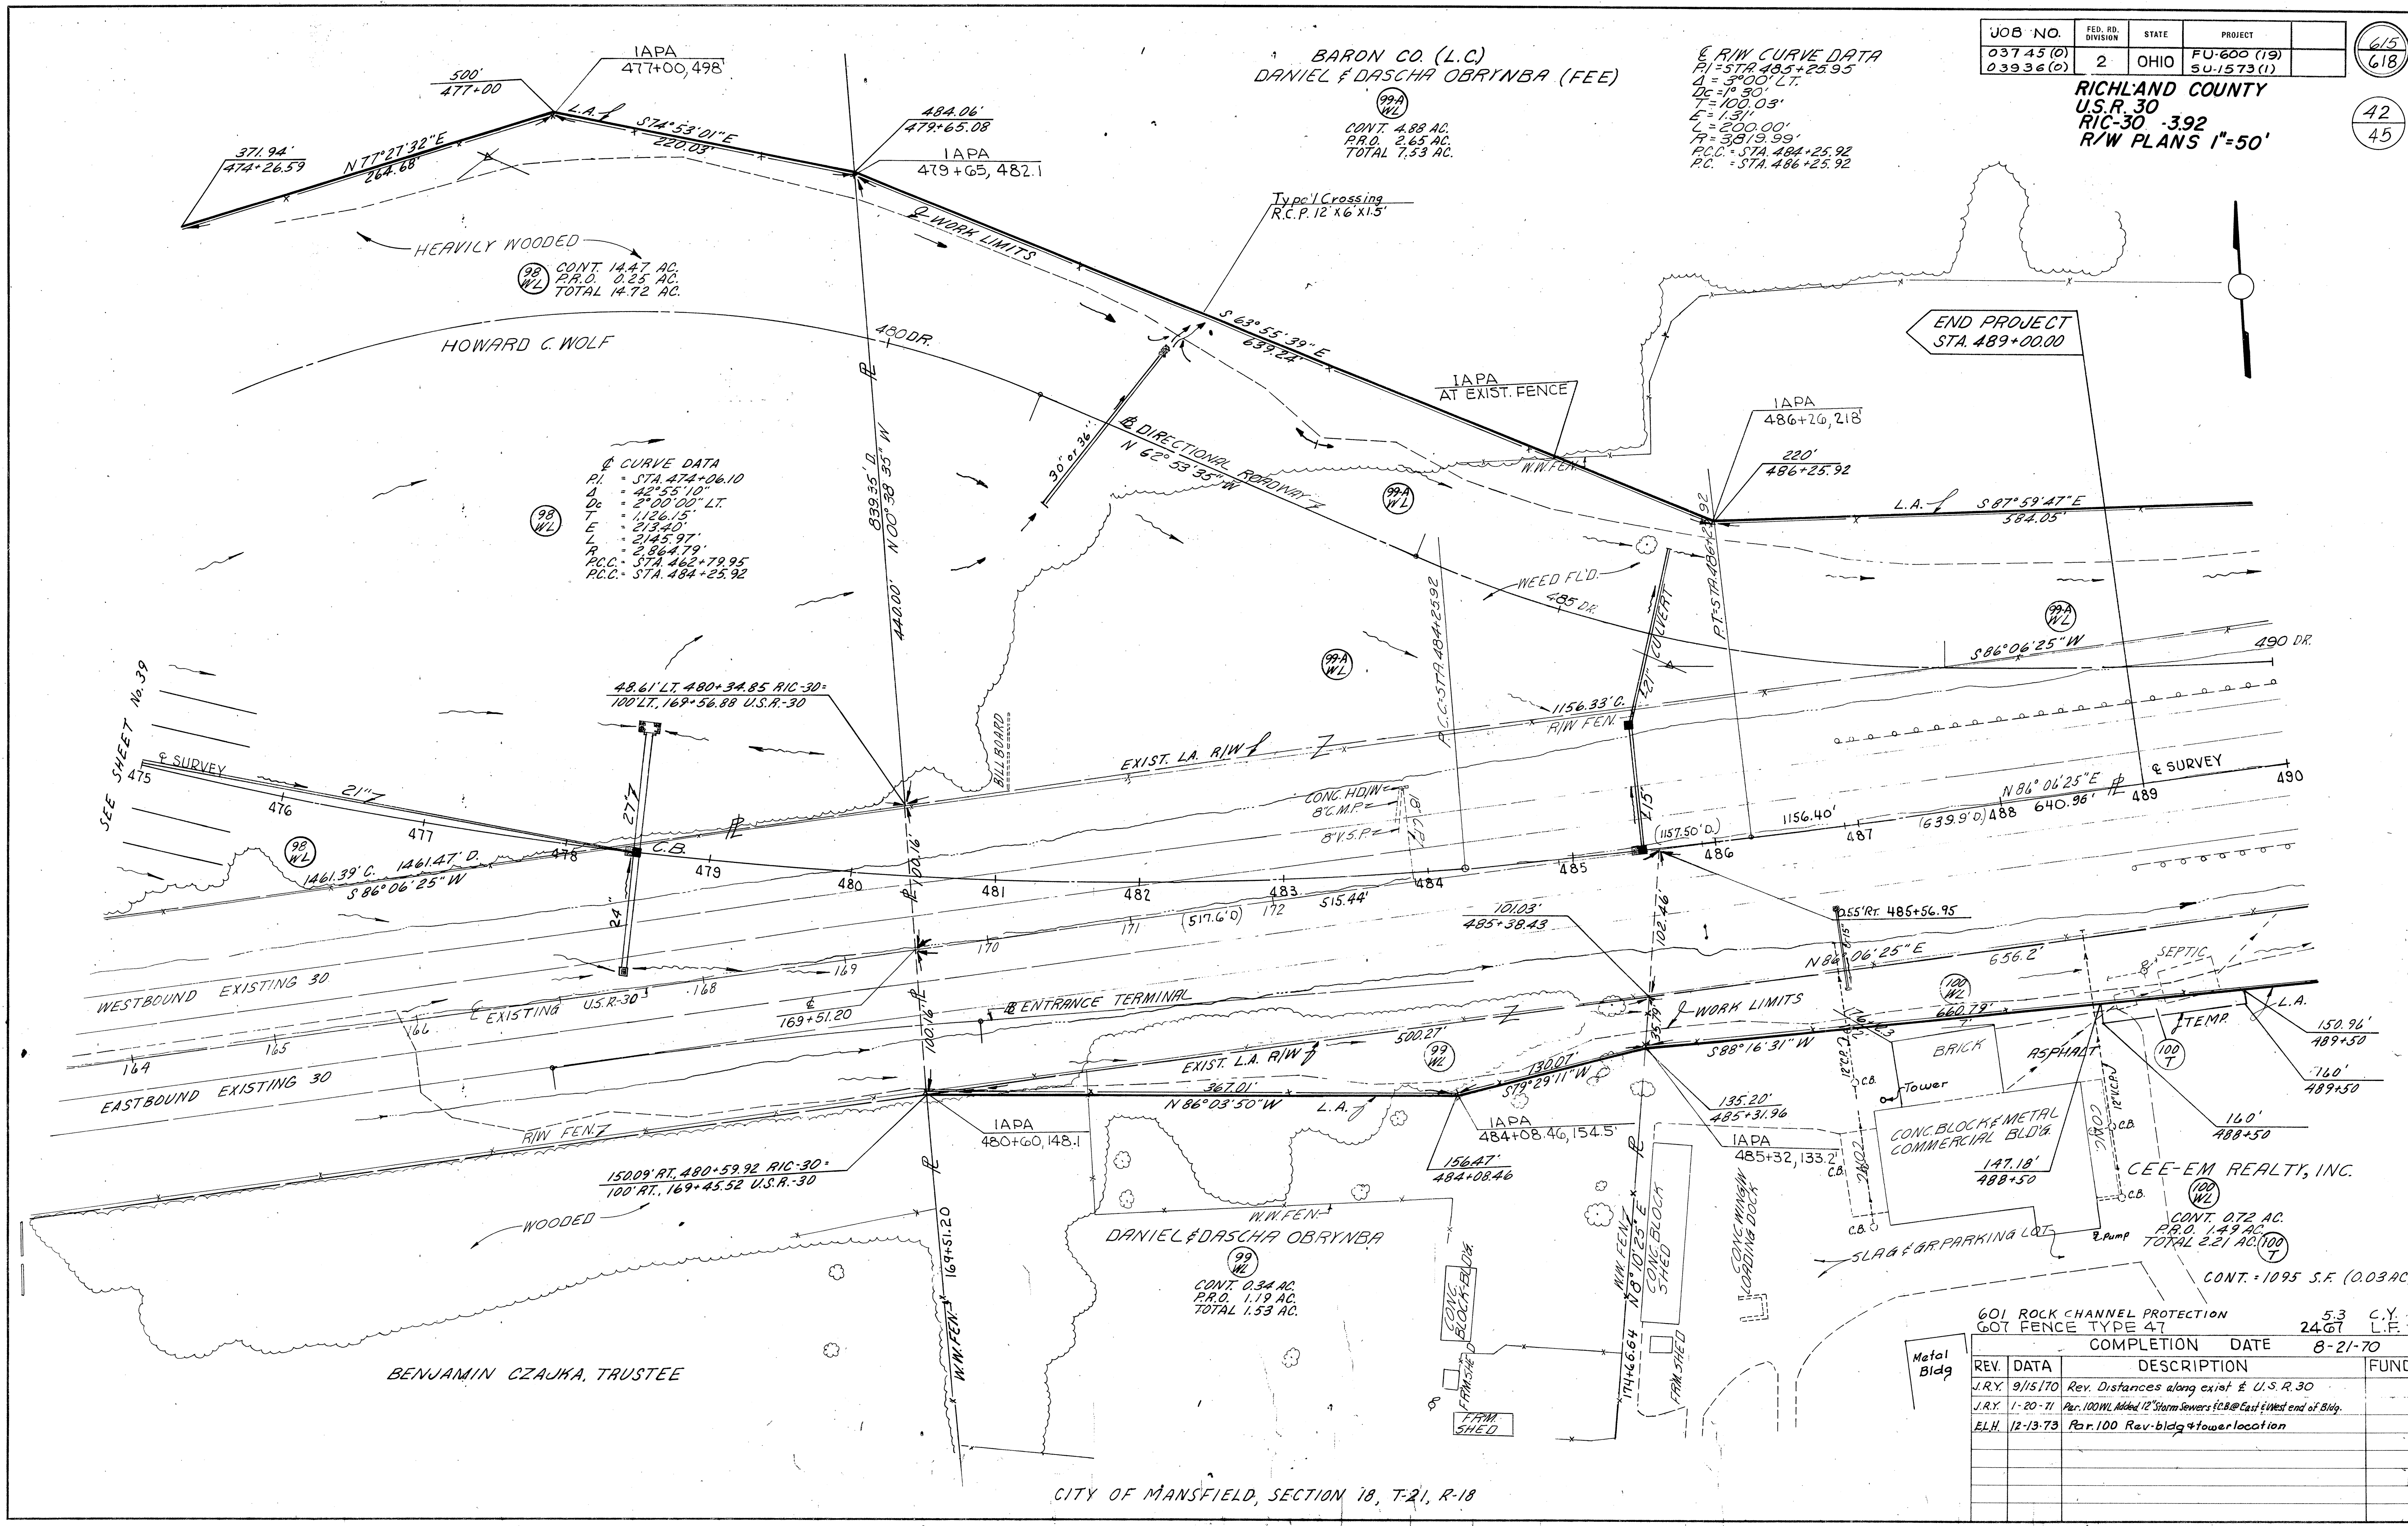 JOB NO.
FED. RD. DIVISION
STATE
PROJECT
03745(0)
03936(0)
2
OHIO
FU-600 (19)
SU-1573(1)
615
618
RICHLAND COUNTY
U.S.R. 30
RIC-30 -3.92
R/W PLANS 1"=50'
42
45
BARON CO. (L.C)
DANIEL & DASCHA OBRYNBA (FEE)
99-A
WL
CONT. 4.88 AC.
P.R.O. 2.65 AC.
TOTAL 7.53 AC.
℄ R/W CURVE DATA
P.I = STA. 485+25.95
Δ = 3°00' LT.
Dc = 1° 30'
T = 100.03'
E = 1.31'
L = 200.00'
R = 3819.99'
P.C.C. = STA. 484+25.92
P.C. = STA. 486+25.92
IAPA
477+00, 498'
500'
477+00
L.A.
S74°53'01"E
220.03'
371.94'
474+26.59
N77°27'32"E
264.68'
484.06'
479+65.08
IAPA
479+65, 482.1
WORK LIMITS
Typc'l Crossing
R.C.P. 12'X6'X1.5'
HEAVILY WOODED
98
WL
CONT. 14.47 AC.
P.R.O. 0.25 AC.
TOTAL 14.72 AC.
HOWARD C. WOLF
480 DR.
S 63° 55' 39" E
639.24'
END PROJECT
STA. 489+00.00
IAPA
AT EXIST. FENCE
IAPA
486+26, 218'
220'
486+25.92
30" or 36"
℄ DIRECTIONAL ROADWAY
N 62° 53' 35" W
W.W.FEN.
℄ CURVE DATA
P.I. = STA. 474+06.10
Δ = 42°55'10"
Dc = 2°00'00" LT.
T = 1,126.15'
E = 213.40'
L = 2,145.97'
R = 2,864.79'
P.C.C. = STA. 462+79.95
P.C.C. = STA. 484+25.92
98
WL
839.35' D.
N00°38'35"W
440.00'
99-A
WL
L.A.
S 87°59'47"E
584.05'
P.T.=STA.486+25.92
P.C.C.=STA.484+25.92
WEED FL'D.
485 DR.
21" CULVERT
99-A
WL
99-A
WL
S86°06'25"W
490 DR.
SEE SHEET No. 39
48.61' LT, 480+34.85 RIC-30=
100' LT., 169+56.88 U.S.R.-30
1156.33' C.
R/W FEN.
BILLBOARD
EXIST. LA. R/W
℄ SURVEY
475
476
477
478
479
480
481
482
483
484
485
486
487
488
489
490
21"
27"
C.B.
CONC. HD/W
8"C.M.P.
8"V.S.P.
15"
(1157.50' D.)
1156.40'
(639.9'D.)
640.96'
N 86° 06'25"E
℄ SURVEY
98
WL
1461.39' C.
1461.47' D.
S 86°06'25"W
24"
100.16'
(517.6'D)
515.44'
101.03'
485+38.43
102.46'
0.55'RT. 485+56.95
WESTBOUND EXISTING 30
℄ EXISTING U.S.R.-30
EASTBOUND EXISTING 30
164
165
166
168
169
170
171
172
℄
169+51.20
℄ ENTRANCE TERMINAL
100.16'
EXIST. L.A. R/W
500.27'
99
WL
N 86°06'25"E
656.2'
SEPTIC
100
WL
660.79'
WORK LIMITS
35.79'
S88°16'31"W
130.07'
S79°29'11"W
367.01'
N 86°03'50"W
L.A.
TEMP.
L.A.
BRICK
ASPHALT
100
T
150.96'
489+50
160'
489+50
R/W FEN.
IAPA
480+60, 148.1
IAPA
484+08.46, 154.5'
135.20'
485+31.96
IAPA
485+32, 133.2'
Tower
C.B.
CONC. BLOCK & METAL
COMMERCIAL BLD'G.
CONC
CONC
C.B.
C.B.
C.B.
C.B.
160'
488+50
147.18'
488+50
150.09' RT, 480+59.92 RIC-30=
100' RT., 169+45.52 U.S.R.-30
156.47'
484+08.46
WOODED
W.W.FEN.
169+51.20
W.W.FEN.
DANIEL & DASCHA OBRYNBA
99
WL
CONT 0.34 AC.
P.R.O. 1.19 AC.
TOTAL 1.53 AC.
W.W. FEN.
N8°10'25"E
174+66.64
CONC BLOCK
SHED
CONC WINGIN
LOADING DOCK
CONC.
BLOCK-BLDG.
FRMSHED
FRM.SHED
FRM.
SHED
CEE-EM REALTY, INC.
100
WL
CONT. 0.72 AC.
P.R.O. 1.49 AC.
TOTAL 2.21 AC.
100
T
Pump
SLAG & GR. PARKING LOT
CONT. = 1095 S.F. (0.03 AC
BENJAMIN CZAJKA, TRUSTEE
Metal
Bldg
601 ROCK CHANNEL PROTECTION 53 C.Y.
607 FENCE TYPE 47 2467 L.F.
COMPLETION DATE 8-21-70
REV. DATA DESCRIPTION FUND
J.R.Y. 9/15/70 Rev. Distances along exist ℄ U.S.R.30
J.R.Y. 1-20-71 Par. 100WL Added 12" Storm Sewers & C.B @ East & West end of Bldg.
E.L.H. 12-13-73 Par. 100 Rev-bldg & tower location
CITY OF MANSFIELD, SECTION 18, T-21, R-18